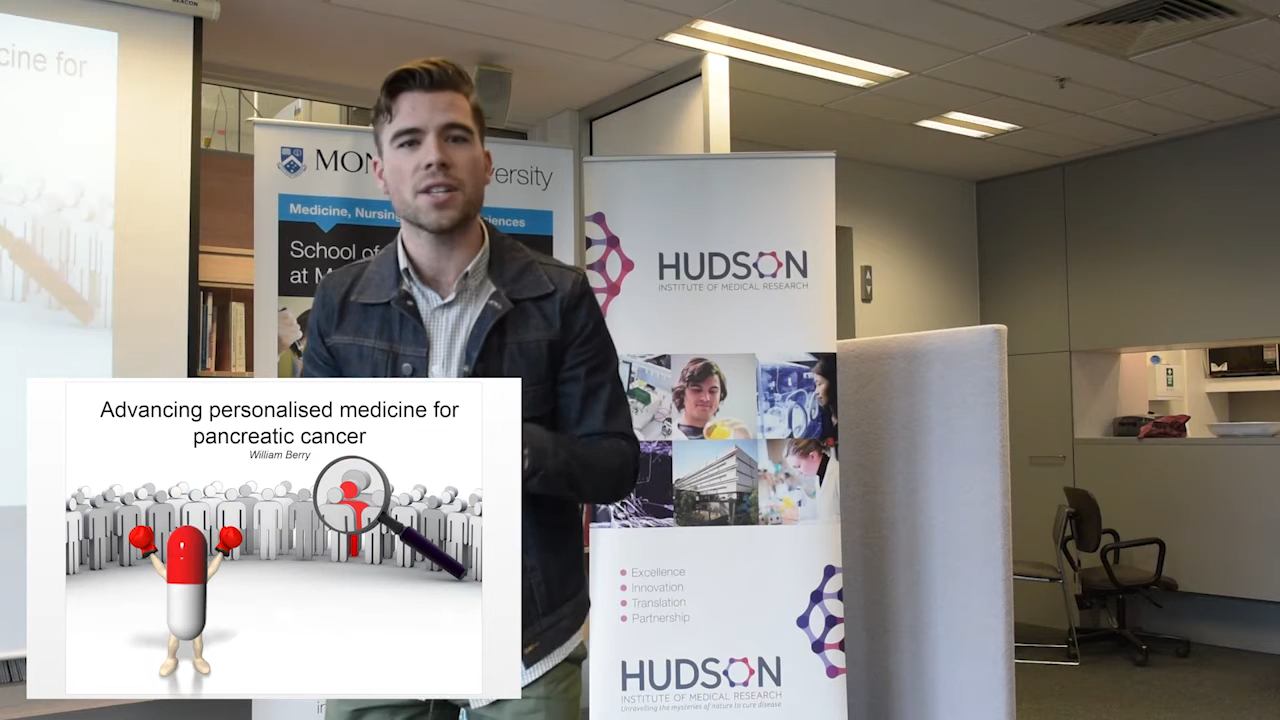 BEACON
cine for
MON
ersity
Medicine, Nursing
iences
School of
at M
HUDSON
INSTITUTE OF MEDICAL RESEARCH
Advancing personalised medicine for
pancreatic cancer
William Berry
Excellence
Innovation
Translation
Partnership
HUDSON
INSTITUTE OF MEDICAL RESEARCH
Unravelling the mysteries of nature to cure disease